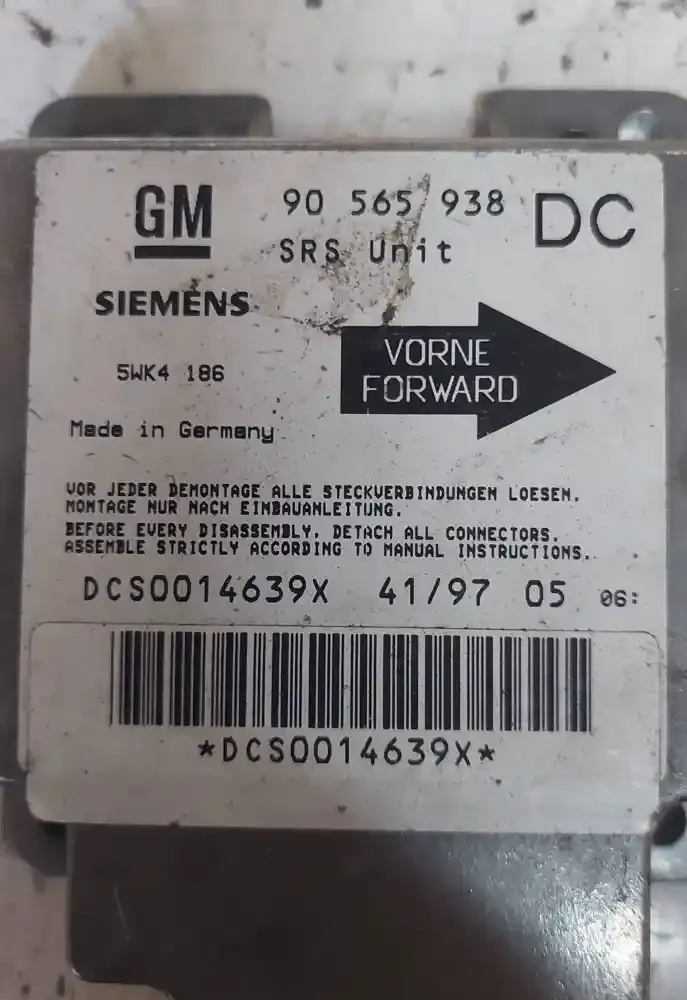 GM 90 565 938 DC
SRS Unit
SIEMENS
VORNE
FORWARD
5WK4 186
Made in Germany
VOR JEDER DEMONTAGE ALLE STECKVERBINDUNGEN LOESEN.
MONTAGE NUR NACH EINBAUANLEITUNG.
BEFORE EVERY DISASSEMBLY, DETACH ALL CONNECTORS.
ASSEMBLE STRICTLY ACCORDING TO MANUAL INSTRUCTIONS.
DCS0014639X 41/97 05 06:
*DCS0014639X*